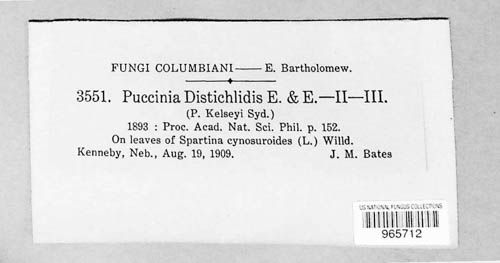 FUNGI COLUMBIANI—E. Bartholomew.
3551. Puccinia Distichlidis E. & E.—II—III.
(P. Kelseyi Syd.)
1893 : Proc. Acad. Nat. Sci. Phil. p. 152.
On leaves of Spartina cynosuroides (L.) Willd.
Kenneby, Neb., Aug. 19, 1909. J. M. Bates
US NATIONAL FUNGUS COLLECTIONS
965712